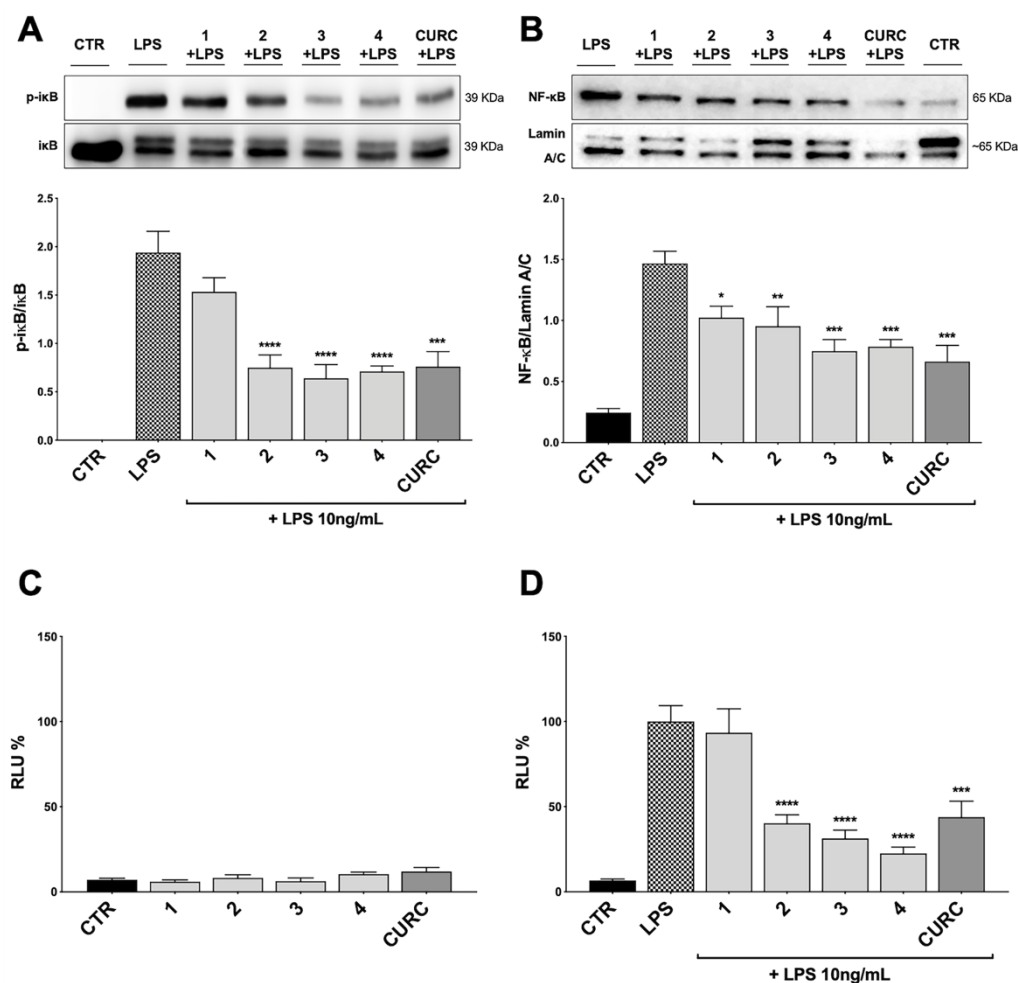 A
CTR LPS 1 +LPS 2 +LPS 3 +LPS 4 +LPS CURC +LPS
p-iκB 39 KDa
iκB 39 KDa
p-iκB/iκB
2.5
2.0
1.5
1.0
0.5
0.0
**** **** **** ***
CTR LPS 1 2 3 4 CURC
+ LPS 10ng/mL
B
LPS 1 +LPS 2 +LPS 3 +LPS 4 +LPS CURC +LPS CTR
NF-κB 65 KDa
Lamin A/C ~65 KDa
NF-κB/Lamin A/C
2.0
1.5
1.0
0.5
0.0
* ** *** *** ***
CTR LPS 1 2 3 4 CURC
+ LPS 10ng/mL
C
RLU %
150
100
50
0
CTR 1 2 3 4 CURC
D
RLU %
150
100
50
0
**** **** **** ***
CTR LPS 1 2 3 4 CURC
+ LPS 10ng/mL